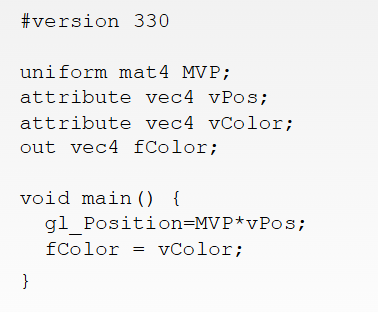 #version 330

uniform mat4 MVP;
attribute vec4 vPos;
attribute vec4 vColor;
out vec4 fColor;

void main() {
  gl_Position=MVP*vPos;
  fColor = vColor;
}